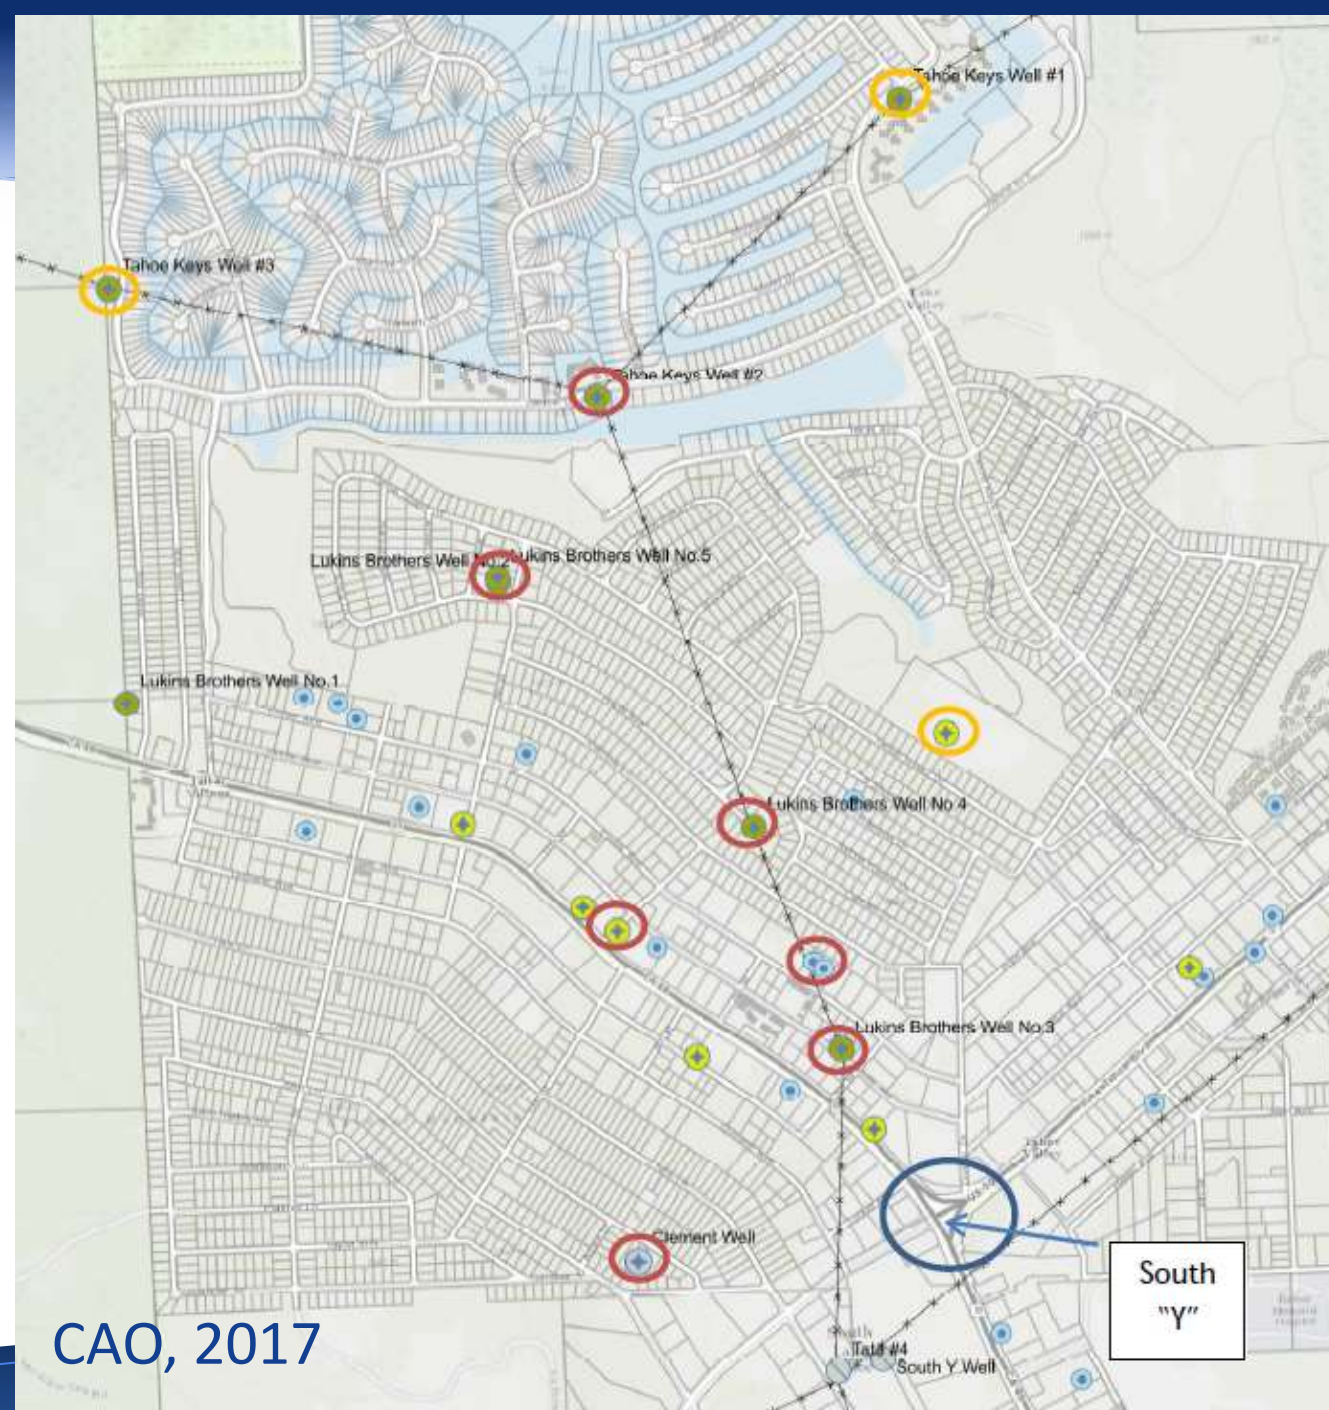 Tahoe Keys Well #1
Tahoe Keys Well #3
Tahoe Keys Well #2
Lukins Brothers Well No.2
Lukins Brothers Well No.5
Lukins Brothers Well No.1
Lukins Brothers Well No 4
Lukins Brothers Well No.3
Clement Well
South
"Y"
CAO, 2017
Tata #4
South Y Well